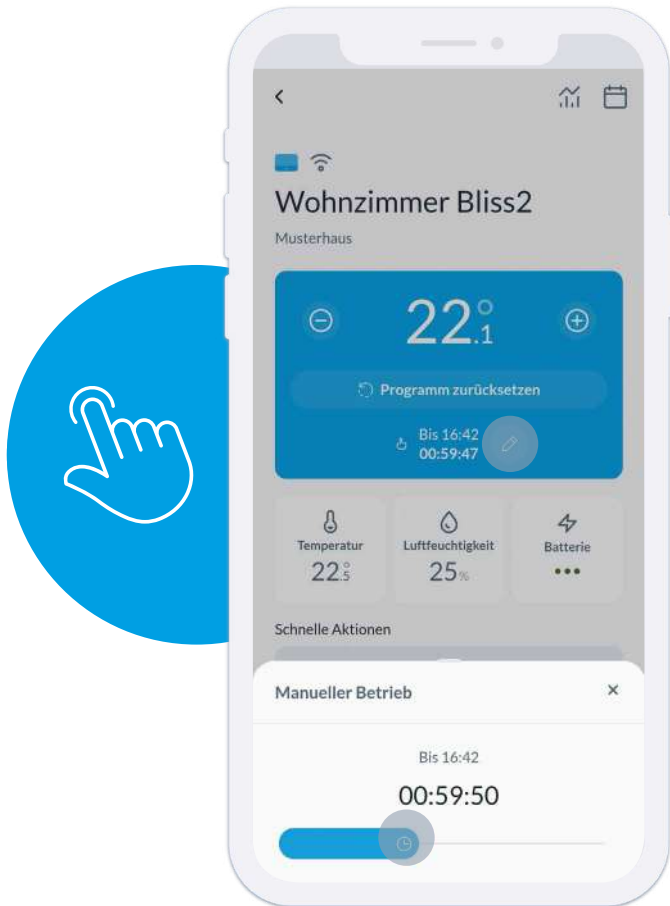 Wohnzimmer Bliss2
Musterhaus
22.1°
Programm zurücksetzen
Bis 16:42
00:59:47
Temperatur
22.5°
Luftfeuchtigkeit
25%
Batterie
Schnelle Aktionen
Manueller Betrieb
Bis 16:42
00:59:50